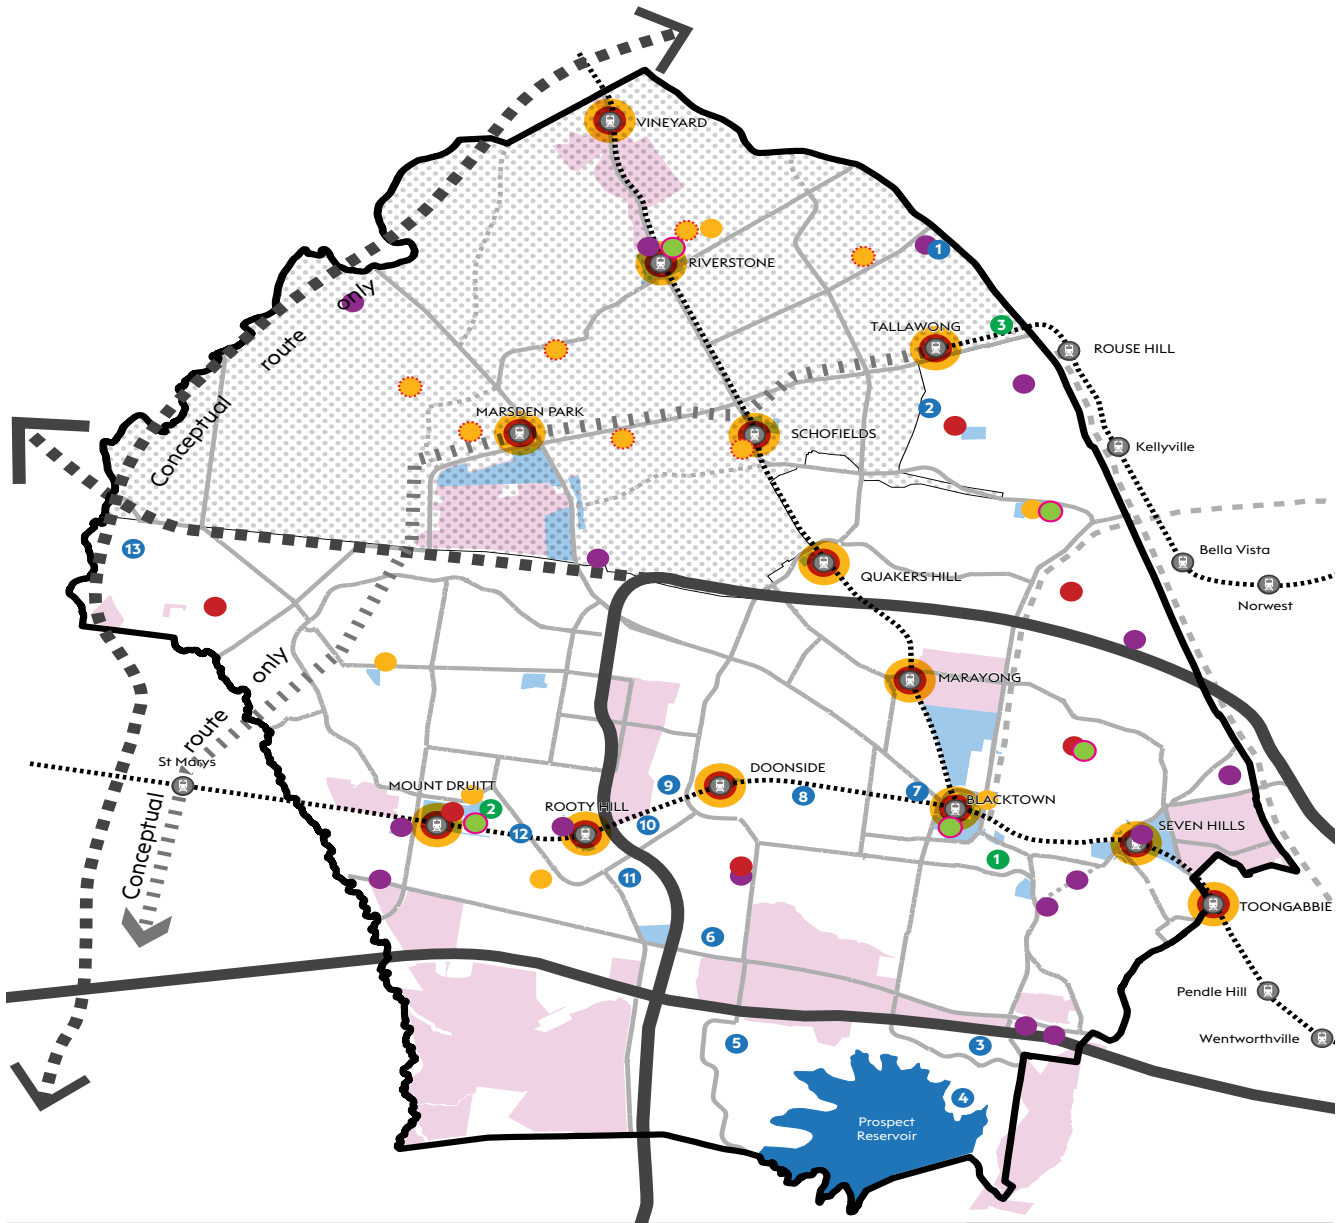 VINEYARD
RIVERSTONE
1
only
TALLAWONG
3
ROUSE HILL
route
MARSDEN PARK
2
Conceptual
SCHOFIELDS
Kellyville
13
QUAKERS HILL
Bella Vista
Norwest
only
MARAYONG
route
St Marys
DOONSIDE
MOUNT DRUITT
9
8
7
BLACKTOWN
2
ROOTY HILL
Conceptual
12
10
SEVEN HILLS
1
11
TOONGABBIE
6
Pendle Hill
5
3
Wentworthville
4
Prospect
Reservoir